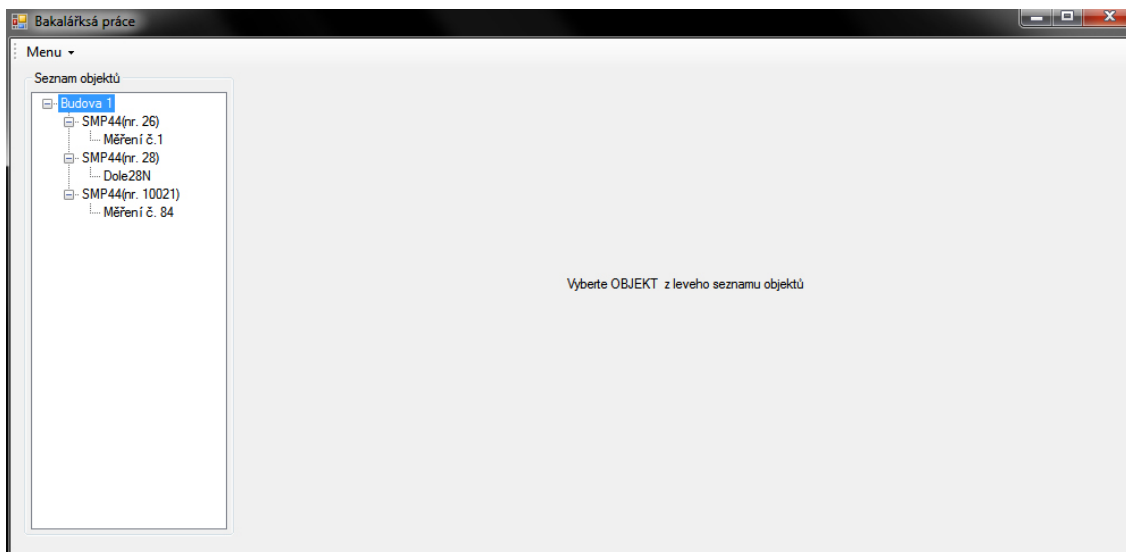 Bakalářksá práce
Menu
Seznam objektů
Budova 1
SMP44(nr. 26)
Měření č.1
SMP44(nr. 28)
Dole28N
SMP44(nr. 10021)
Měření č. 84
Vyberte OBJEKT z leveho seznamu objektů